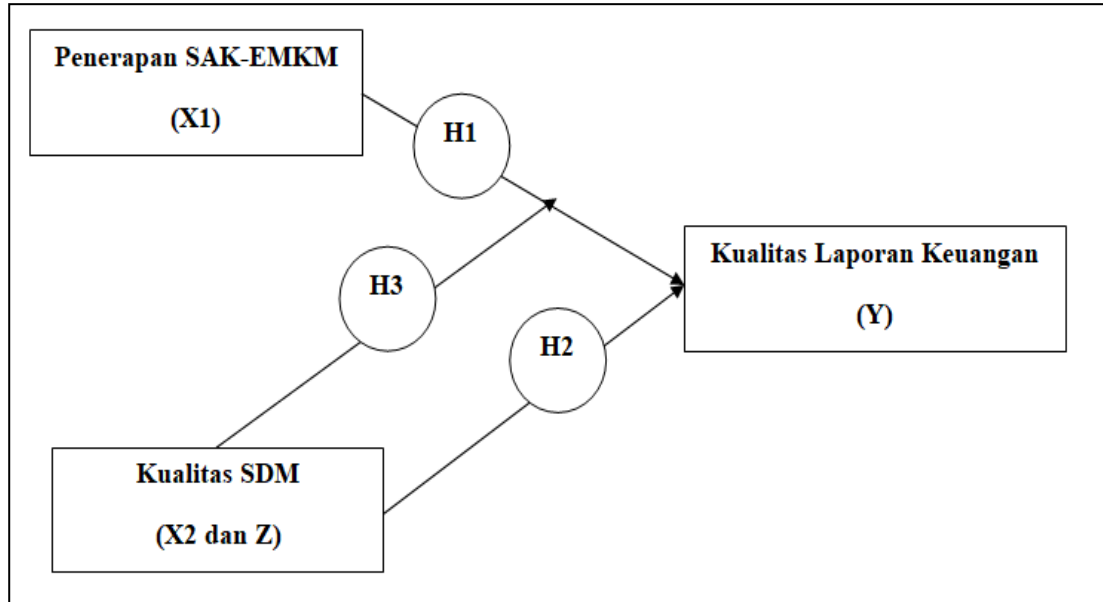 Penerapan SAK-EMKM
(X1)
H1
H3
Kualitas Laporan Keuangan
(Y)
H2
Kualitas SDM
(X2 dan Z)